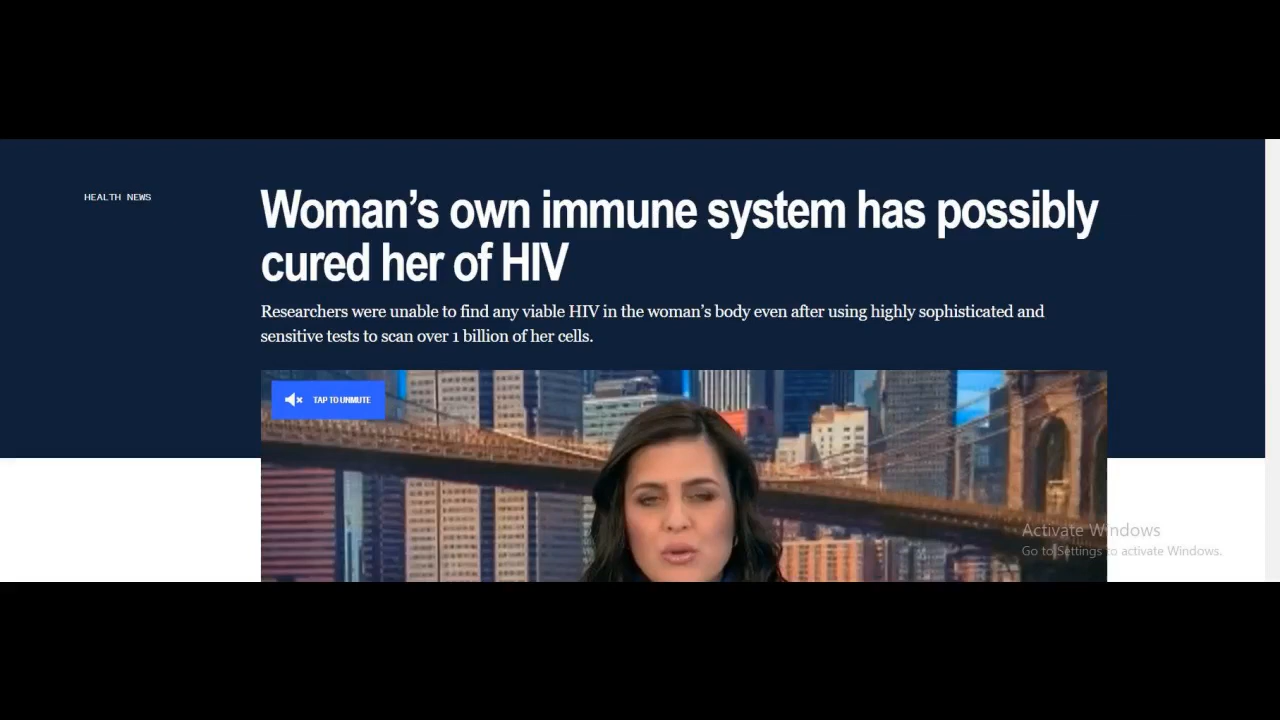 HEALTH NEWS
Woman’s own immune system has possibly
cured her of HIV
Researchers were unable to find any viable HIV in the woman’s body even after using highly sophisticated and
sensitive tests to scan over 1 billion of her cells.
TAP TO UNMUTE
Activate Windows
Go to Settings to activate Windows.